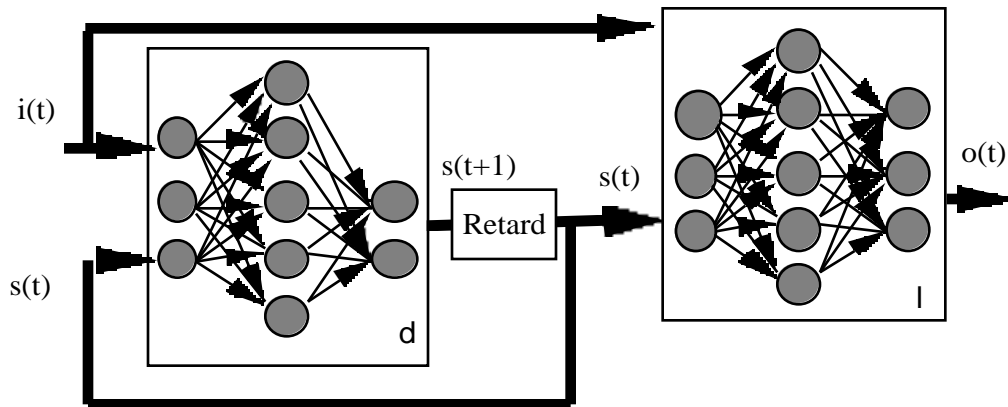 i(t)
s(t)
d
s(t+1)
Retard
s(t)
l
o(t)